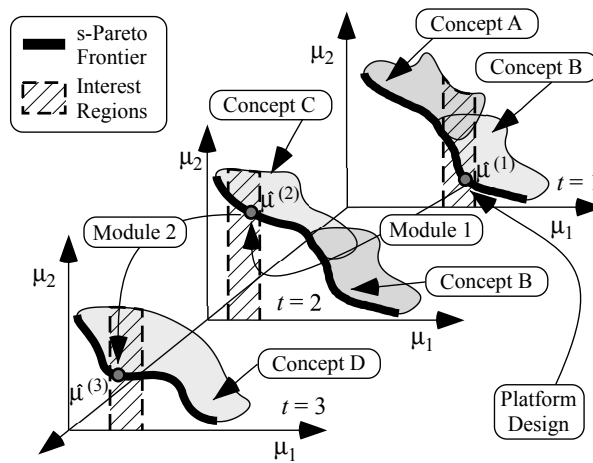 s-Pareto
Frontier
Interest
Regions
Concept A
μ2
Concept B
Concept C
μ̂(1)
t = 1
μ1
μ2
μ̂(2)
Module 2
Module 1
Concept B
t = 2
μ1
μ2
Concept D
μ̂(3)
t = 3
μ1
Platform
Design